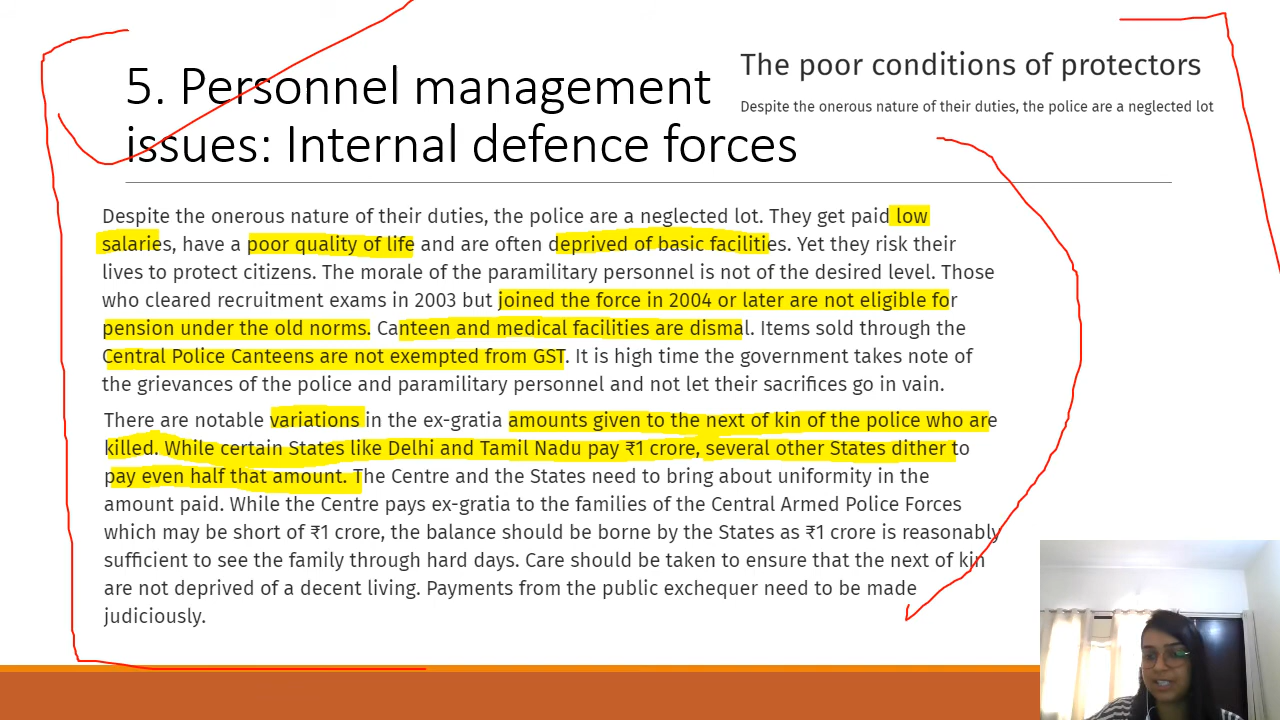 5. Personnel management
issues: Internal defence forces
The poor conditions of protectors
Despite the onerous nature of their duties, the police are a neglected lot
Despite the onerous nature of their duties, the police are a neglected lot. They get paid low
salaries, have a poor quality of life and are often deprived of basic facilities. Yet they risk their
lives to protect citizens. The morale of the paramilitary personnel is not of the desired level. Those
who cleared recruitment exams in 2003 but joined the force in 2004 or later are not eligible for
pension under the old norms. Canteen and medical facilities are dismal. Items sold through the
Central Police Canteens are not exempted from GST. It is high time the government takes note of
the grievances of the police and paramilitary personnel and not let their sacrifices go in vain.
There are notable variations in the ex-gratia amounts given to the next of kin of the police who are
killed. While certain States like Delhi and Tamil Nadu pay ₹1 crore, several other States dither to
pay even half that amount. The Centre and the States need to bring about uniformity in the
amount paid. While the Centre pays ex-gratia to the families of the Central Armed Police Forces
which may be short of ₹1 crore, the balance should be borne by the States as ₹1 crore is reasonably
sufficient to see the family through hard days. Care should be taken to ensure that the next of kin
are not deprived of a decent living. Payments from the public exchequer need to be made
judiciously.